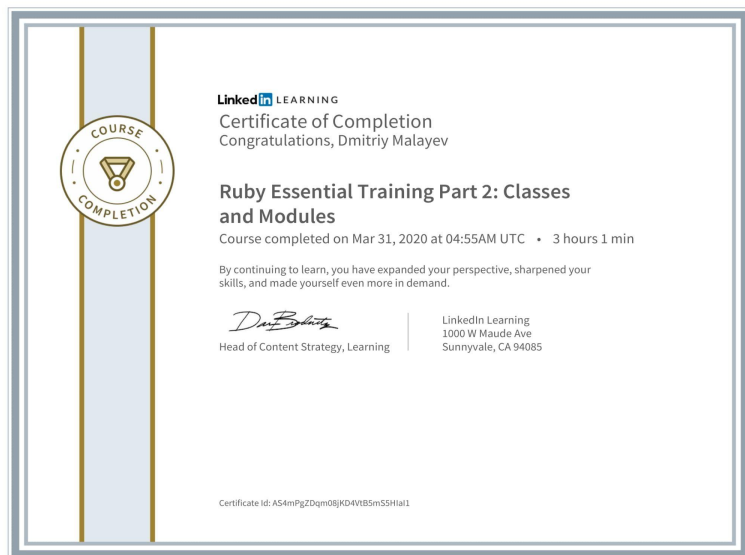 COURSE
COMPLETION
Linked in LEARNING
Certificate of Completion
Congratulations, Dmitriy Malayev
Ruby Essential Training Part 2: Classes
and Modules
Course completed on Mar 31, 2020 at 04:55AM UTC • 3 hours 1 min
By continuing to learn, you have expanded your perspective, sharpened your
skills, and made yourself even more in demand.
Head of Content Strategy, Learning
LinkedIn Learning
1000 W Maude Ave
Sunnyvale, CA 94085
Certificate Id: AS4mPgZDqm08jKD4VtB5mS5HIaI1